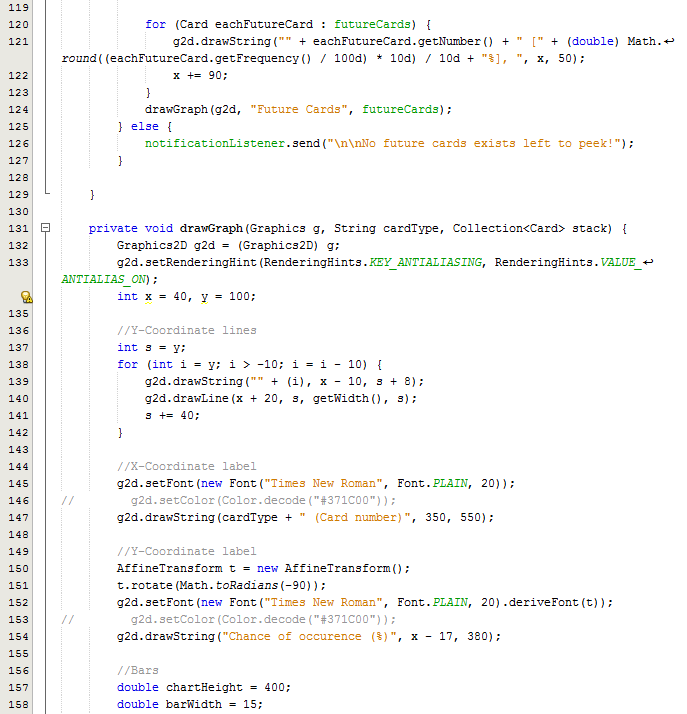 119
120 for (Card eachFutureCard : futureCards) {
121 g2d.drawString("" + eachFutureCard.getNumber() + " [" + (double) Math.↩
round((eachFutureCard.getFrequency() / 100d) * 10d) / 10d + "%], ", x, 50);
122 x += 90;
123 }
124 drawGraph(g2d, "Future Cards", futureCards);
125 } else {
126 notificationListener.send("\n\nNo future cards exists left to peek!");
127 }
128
129 }
130
131 private void drawGraph(Graphics g, String cardType, Collection<Card> stack) {
132 Graphics2D g2d = (Graphics2D) g;
133 g2d.setRenderingHint(RenderingHints.KEY_ANTIALIASING, RenderingHints.VALUE_↩
ANTIALIAS_ON);
int x = 40, y = 100;
135
136 //Y-Coordinate lines
137 int s = y;
138 for (int i = y; i > -10; i = i - 10) {
139 g2d.drawString("" + (i), x - 10, s + 8);
140 g2d.drawLine(x + 20, s, getWidth(), s);
141 s += 40;
142 }
143
144 //X-Coordinate label
145 g2d.setFont(new Font("Times New Roman", Font.PLAIN, 20));
146 // g2d.setColor(Color.decode("#371C00"));
147 g2d.drawString(cardType + " (Card number)", 350, 550);
148
149 //Y-Coordinate label
150 AffineTransform t = new AffineTransform();
151 t.rotate(Math.toRadians(-90));
152 g2d.setFont(new Font("Times New Roman", Font.PLAIN, 20).deriveFont(t));
153 // g2d.setColor(Color.decode("#371C00"));
154 g2d.drawString("Chance of occurence (%)", x - 17, 380);
155
156 //Bars
157 double chartHeight = 400;
158 double barWidth = 15;